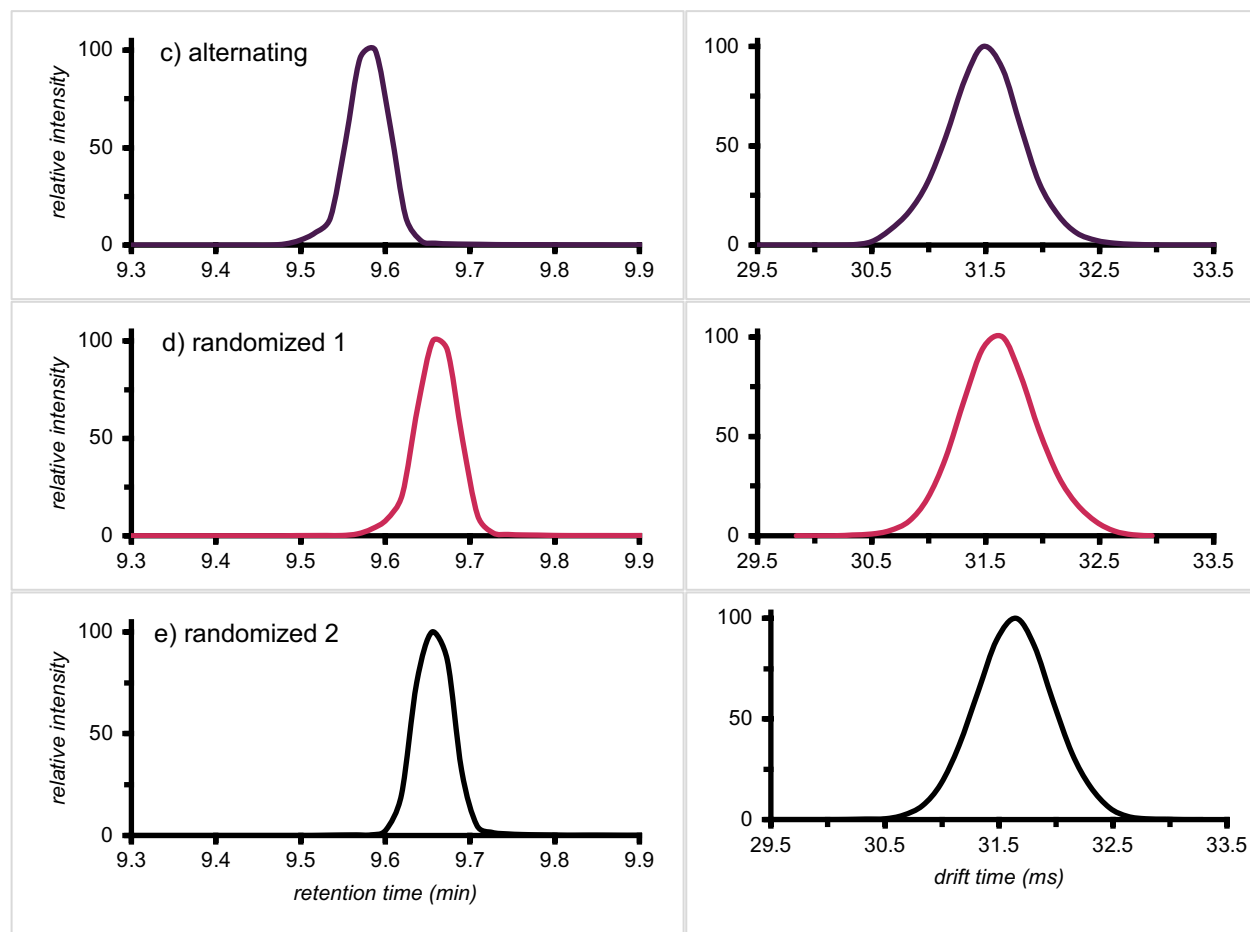 c) alternating
relative intensity
100
50
0
9.3 9.4 9.5 9.6 9.7 9.8 9.9
100
50
0
29.5 30.5 31.5 32.5 33.5
d) randomized 1
relative intensity
100
50
0
9.3 9.4 9.5 9.6 9.7 9.8 9.9
100
50
0
29.5 30.5 31.5 32.5 33.5
e) randomized 2
relative intensity
100
50
0
9.3 9.4 9.5 9.6 9.7 9.8 9.9
retention time (min)
100
50
0
29.5 30.5 31.5 32.5 33.5
drift time (ms)